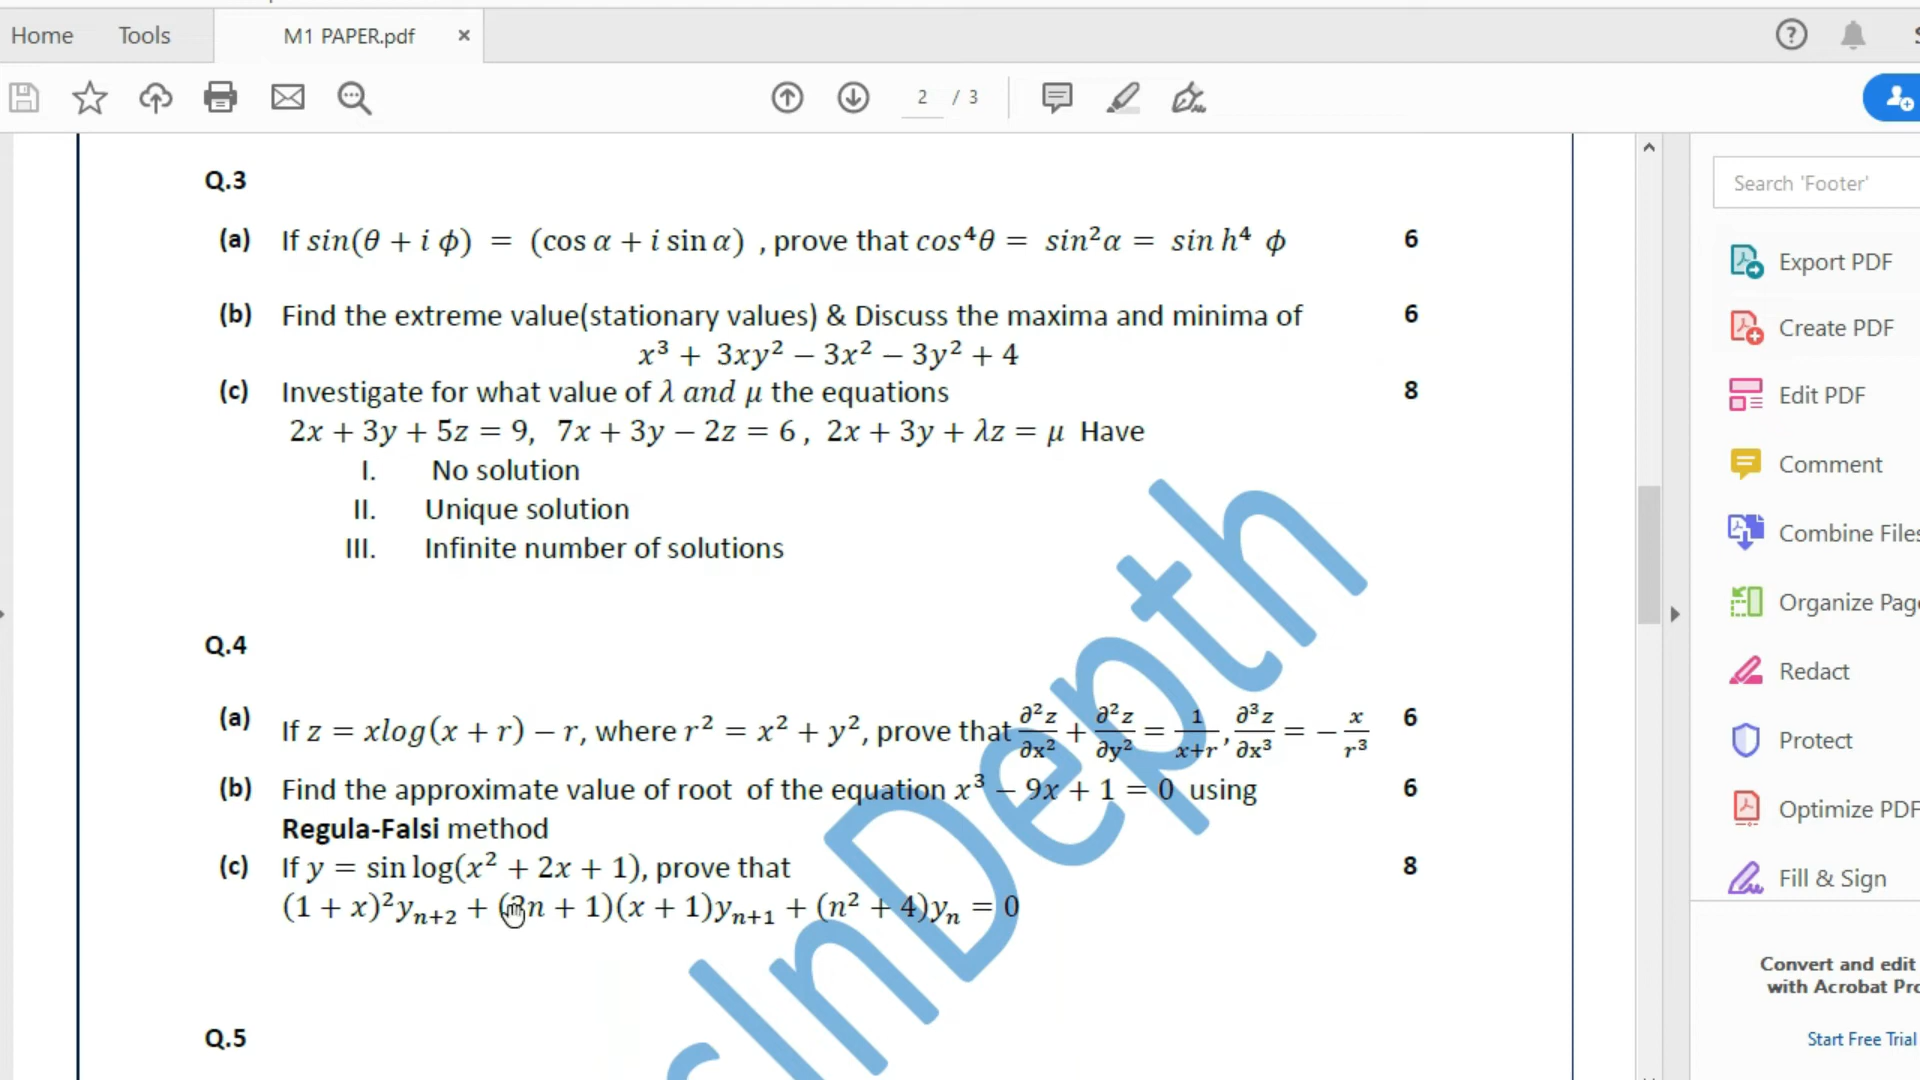 Home Tools M1 PAPER.pdf ×
2 / 3
Q.3
(a) If sin(θ + i ϕ) = (cos α + i sin α) , prove that cos⁴θ = sin²α = sin h⁴ ϕ 6
(b) Find the extreme value(stationary values) & Discuss the maxima and minima of 6
x³ + 3xy² − 3x² − 3y² + 4
(c) Investigate for what value of λ and μ the equations 8
2x + 3y + 5z = 9, 7x + 3y − 2z = 6 , 2x + 3y + λz = μ Have
I. No solution
II. Unique solution
III. Infinite number of solutions
Q.4
(a) If z = xlog(x + r) − r, where r² = x² + y², prove that ∂²z/∂x² + ∂²z/∂y² = 1/x+r , ∂³z/∂x³ = − x/r³ 6
(b) Find the approximate value of root of the equation x³ − 9x + 1 = 0 using 6
Regula-Falsi method
(c) If y = sin log(x² + 2x + 1), prove that 8
(1 + x)²yₙ₊₂ + (2n + 1)(x + 1)yₙ₊₁ + (n² + 4)yₙ = 0
Q.5
sInDepth
Search 'Footer'
Export PDF
Create PDF
Edit PDF
Comment
Combine Files
Organize Page
Redact
Protect
Optimize PDF
Fill & Sign
Convert and edit
with Acrobat Pro
Start Free Trial